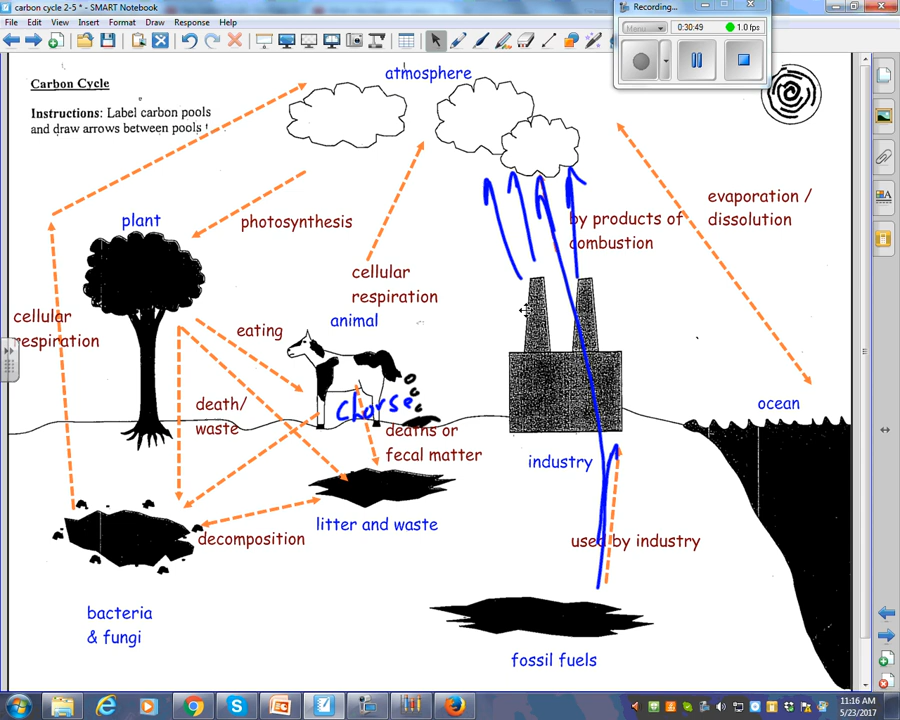 carbon cycle 2-5 * - SMART Notebook
File Edit View Insert Format Draw Response Help
Recording...
Menu
0:30:49
1.0 fps
atmosphere
Carbon Cycle
Instructions: Label carbon pools
and draw arrows between pools
plant
photosynthesis
by products of
combustion
evaporation /
dissolution
cellular
respiration
animal
cellular
respiration
eating
death/
waste
chorse
deaths or
fecal matter
ocean
industry
litter and waste
decomposition
used by industry
bacteria
& fungi
fossil fuels
11:16 AM
5/23/2017